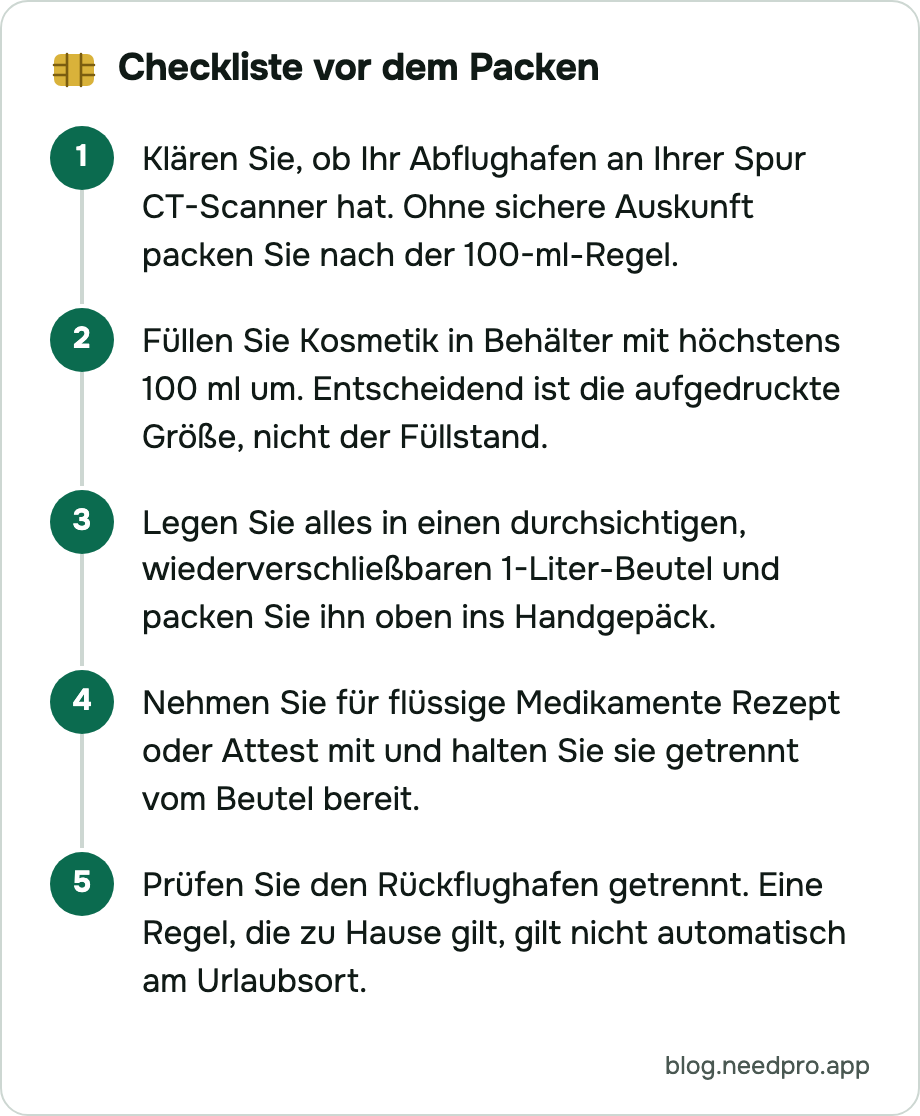 Checkliste vor dem Packen
1
Klären Sie, ob Ihr Abflughafen an Ihrer Spur
CT-Scanner hat. Ohne sichere Auskunft
packen Sie nach der 100-ml-Regel.
2
Füllen Sie Kosmetik in Behälter mit höchstens
100 ml um. Entscheidend ist die aufgedruckte
Größe, nicht der Füllstand.
3
Legen Sie alles in einen durchsichtigen,
wiederverschließbaren 1-Liter-Beutel und
packen Sie ihn oben ins Handgepäck.
4
Nehmen Sie für flüssige Medikamente Rezept
oder Attest mit und halten Sie sie getrennt
vom Beutel bereit.
5
Prüfen Sie den Rückflughafen getrennt. Eine
Regel, die zu Hause gilt, gilt nicht automatisch
am Urlaubsort.
blog.needpro.app